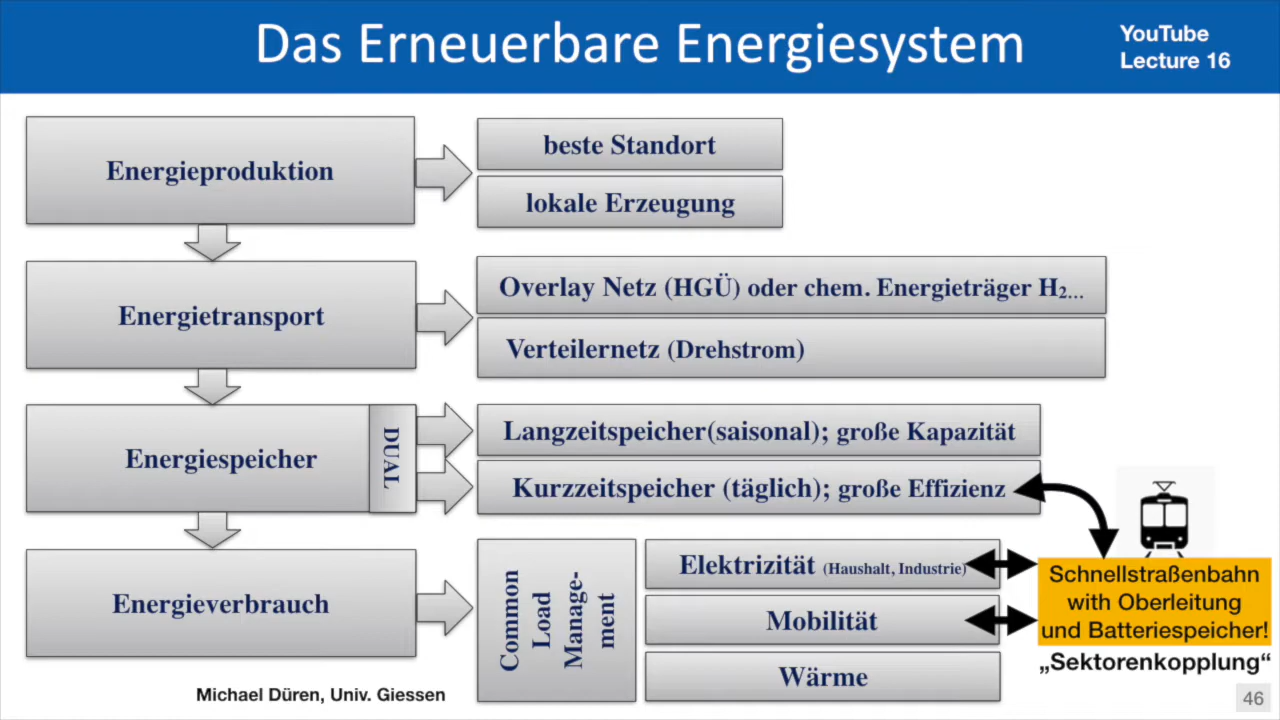 Das Erneuerbare Energiesystem
YouTube
Lecture 16
Energieproduktion
beste Standort
lokale Erzeugung
Energietransport
Overlay Netz (HGÜ) oder chem. Energieträger H₂...
Verteilernetz (Drehstrom)
Energiespeicher
DUAL
Langzeitspeicher(saisonal); große Kapazität
Kurzzeitspeicher (täglich); große Effizienz
Energieverbrauch
Common
Load
Manage-
ment
Elektrizität (Haushalt, Industrie)
Mobilität
Wärme
Schnellstraßenbahn
with Oberleitung
und Batteriespeicher!
„Sektorenkopplung“
Michael Düren, Univ. Giessen
46